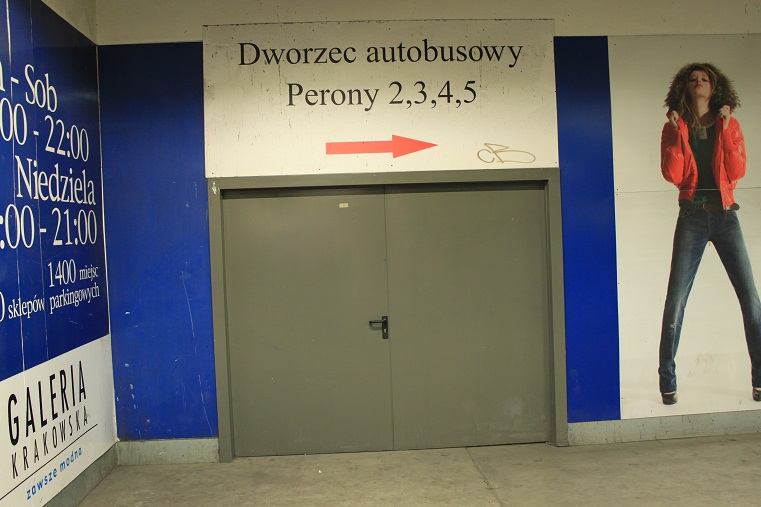 Dworzec autobusowy
Perony 2,3,4,5
- Sob
00 - 22:00
Niedziela
:00 - 21:00
1400 miejsc
sklepów parkingowych
GALERIA
KRAKOWSKA
zawsze modna